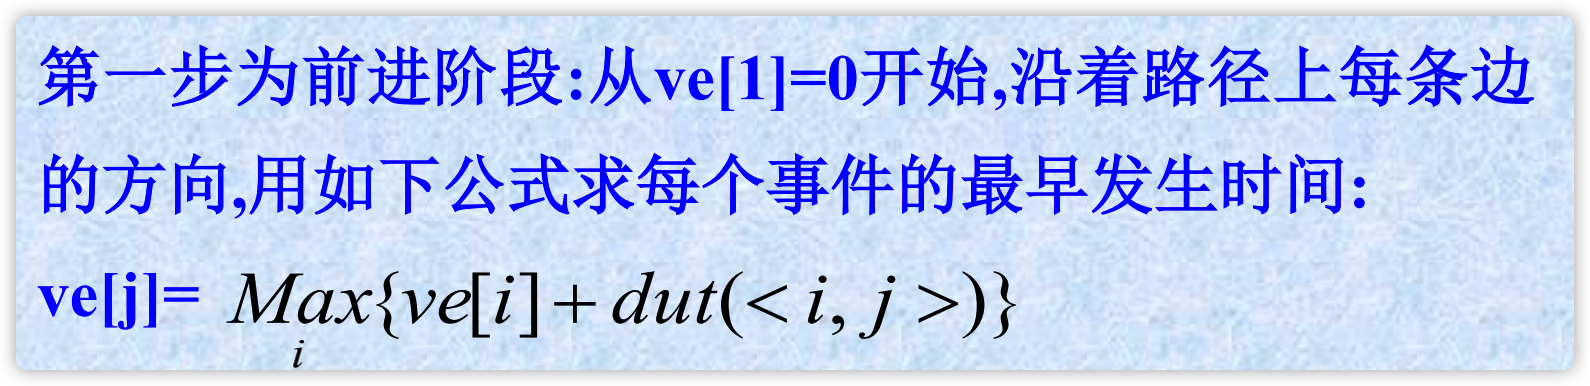 第一步为前进阶段:从ve[1]=0开始,沿着路径上每条边
的方向,用如下公式求每个事件的最早发生时间:
ve[j]= Max{ve[i]+dut(<i, j>)}
i